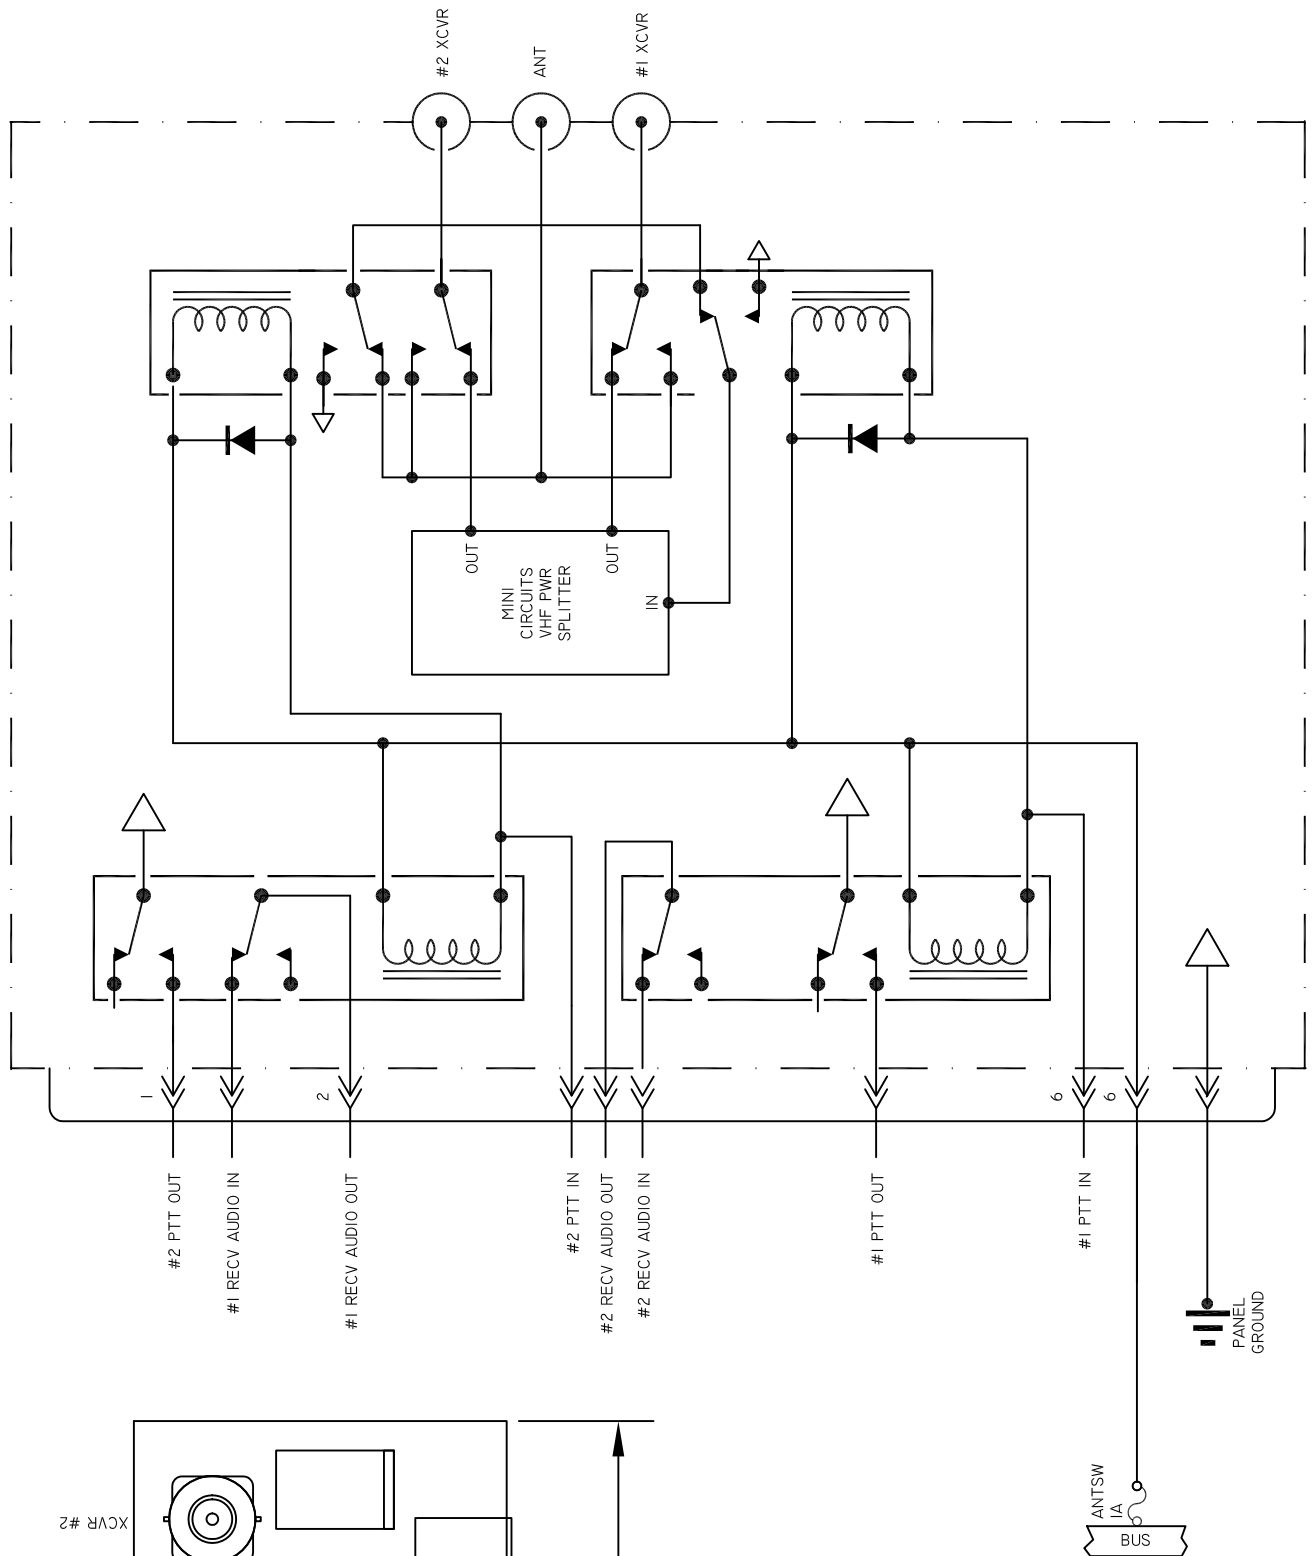 #2 XCVR
ANT
#1 XCVR
OUT
OUT
IN
MINI
CIRCUITS
VHF PWR
SPLITTER
1
2
6
6
#2 PTT OUT
#1 RECV AUDIO IN
#1 RECV AUDIO OUT
#2 PTT IN
#2 RECV AUDIO OUT
#2 RECV AUDIO IN
#1 PTT OUT
#1 PTT IN
PANEL
GROUND
ANTSW
1A
BUS
XCVR #2